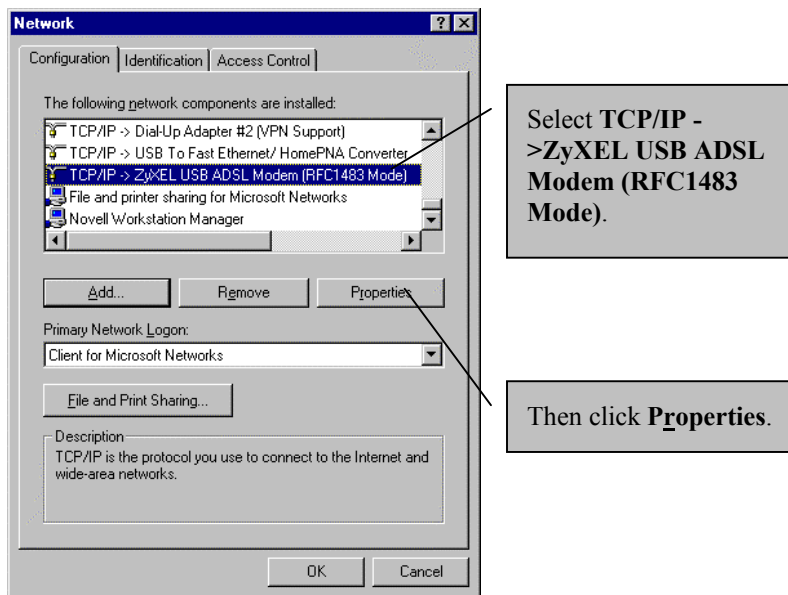 Network
Configuration
Identification
Access Control
The following network components are installed:
TCP/IP -> Dial-Up Adapter #2 (VPN Support)
TCP/IP -> USB To Fast Ethernet/ HomePNA Converter
TCP/IP -> ZyXEL USB ADSL Modem (RFC1483 Mode)
File and printer sharing for Microsoft Networks
Novell Workstation Manager
Add...
Remove
Properties
Primary Network Logon:
Client for Microsoft Networks
File and Print Sharing...
Description
TCP/IP is the protocol you use to connect to the Internet and
wide-area networks.
OK
Cancel
Select TCP/IP -
>ZyXEL USB ADSL
Modem (RFC1483
Mode).
Then click Properties.